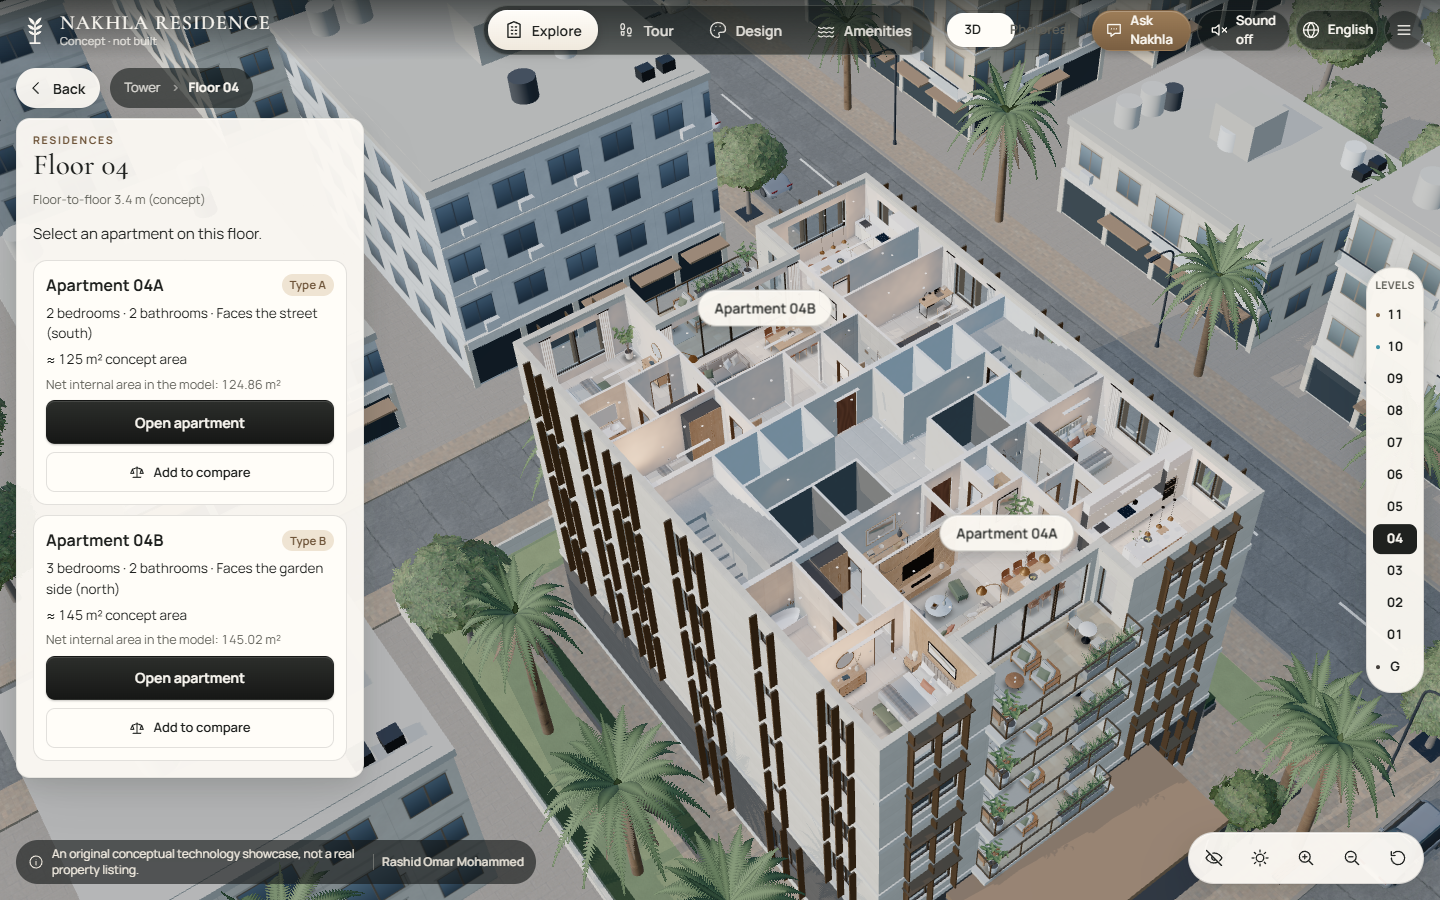 NAKHLA RESIDENCE
Concept · not built
Explore
Tour
Design
Amenities
3D
Ask
Nakhla
Sound
off
English
Back
Tower › Floor 04
RESIDENCES
Floor 04
Floor-to-floor 3.4 m (concept)
Select an apartment on this floor.
Apartment 04A
Type A
2 bedrooms · 2 bathrooms · Faces the street
(south)
≈ 125 m² concept area
Net internal area in the model: 124.86 m²
Open apartment
Add to compare
Apartment 04B
Type B
3 bedrooms · 2 bathrooms · Faces the garden
side (north)
≈ 145 m² concept area
Net internal area in the model: 145.02 m²
Open apartment
Add to compare
Apartment 04B
Apartment 04A
LEVELS
11
10
09
08
07
06
05
04
03
02
01
G
An original conceptual technology showcase, not a real
property listing.
Rashid Omar Mohammed